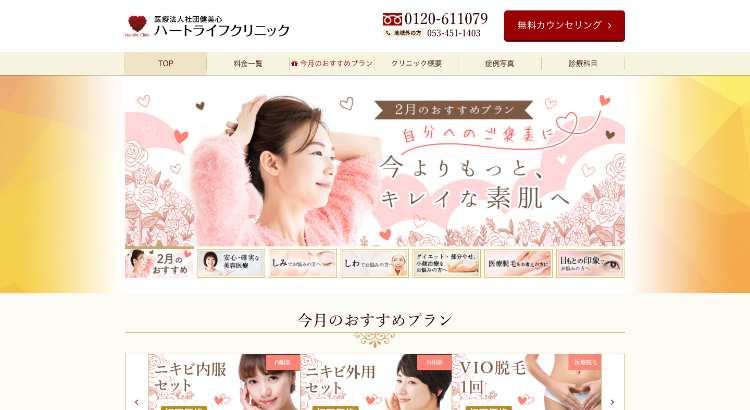 医療法人社団健美心
ハートライフクリニック
0120-611079
地域外の方 053-451-1403
無料カウンセリング
TOP
料金一覧
今月のおすすめプラン
クリニック概要
症例写真
診療科目
2月のおすすめプラン
自分へのご褒美に
今よりもっと、
キレイな素肌へ
2月の
おすすめ
安心・確実な
美容医療
しみでお悩みの方へ
しわでお悩みの方へ
ダイエット・部分やせ、
小顔治療を
お悩みの方へ
医療脱毛をお考えの方に
目もとの印象に
お悩みの方へ
今月のおすすめプラン
ニキビ内服
セット
内服薬
ニキビ外用
セット
外用薬
VIO脱毛
1回
医療脱毛